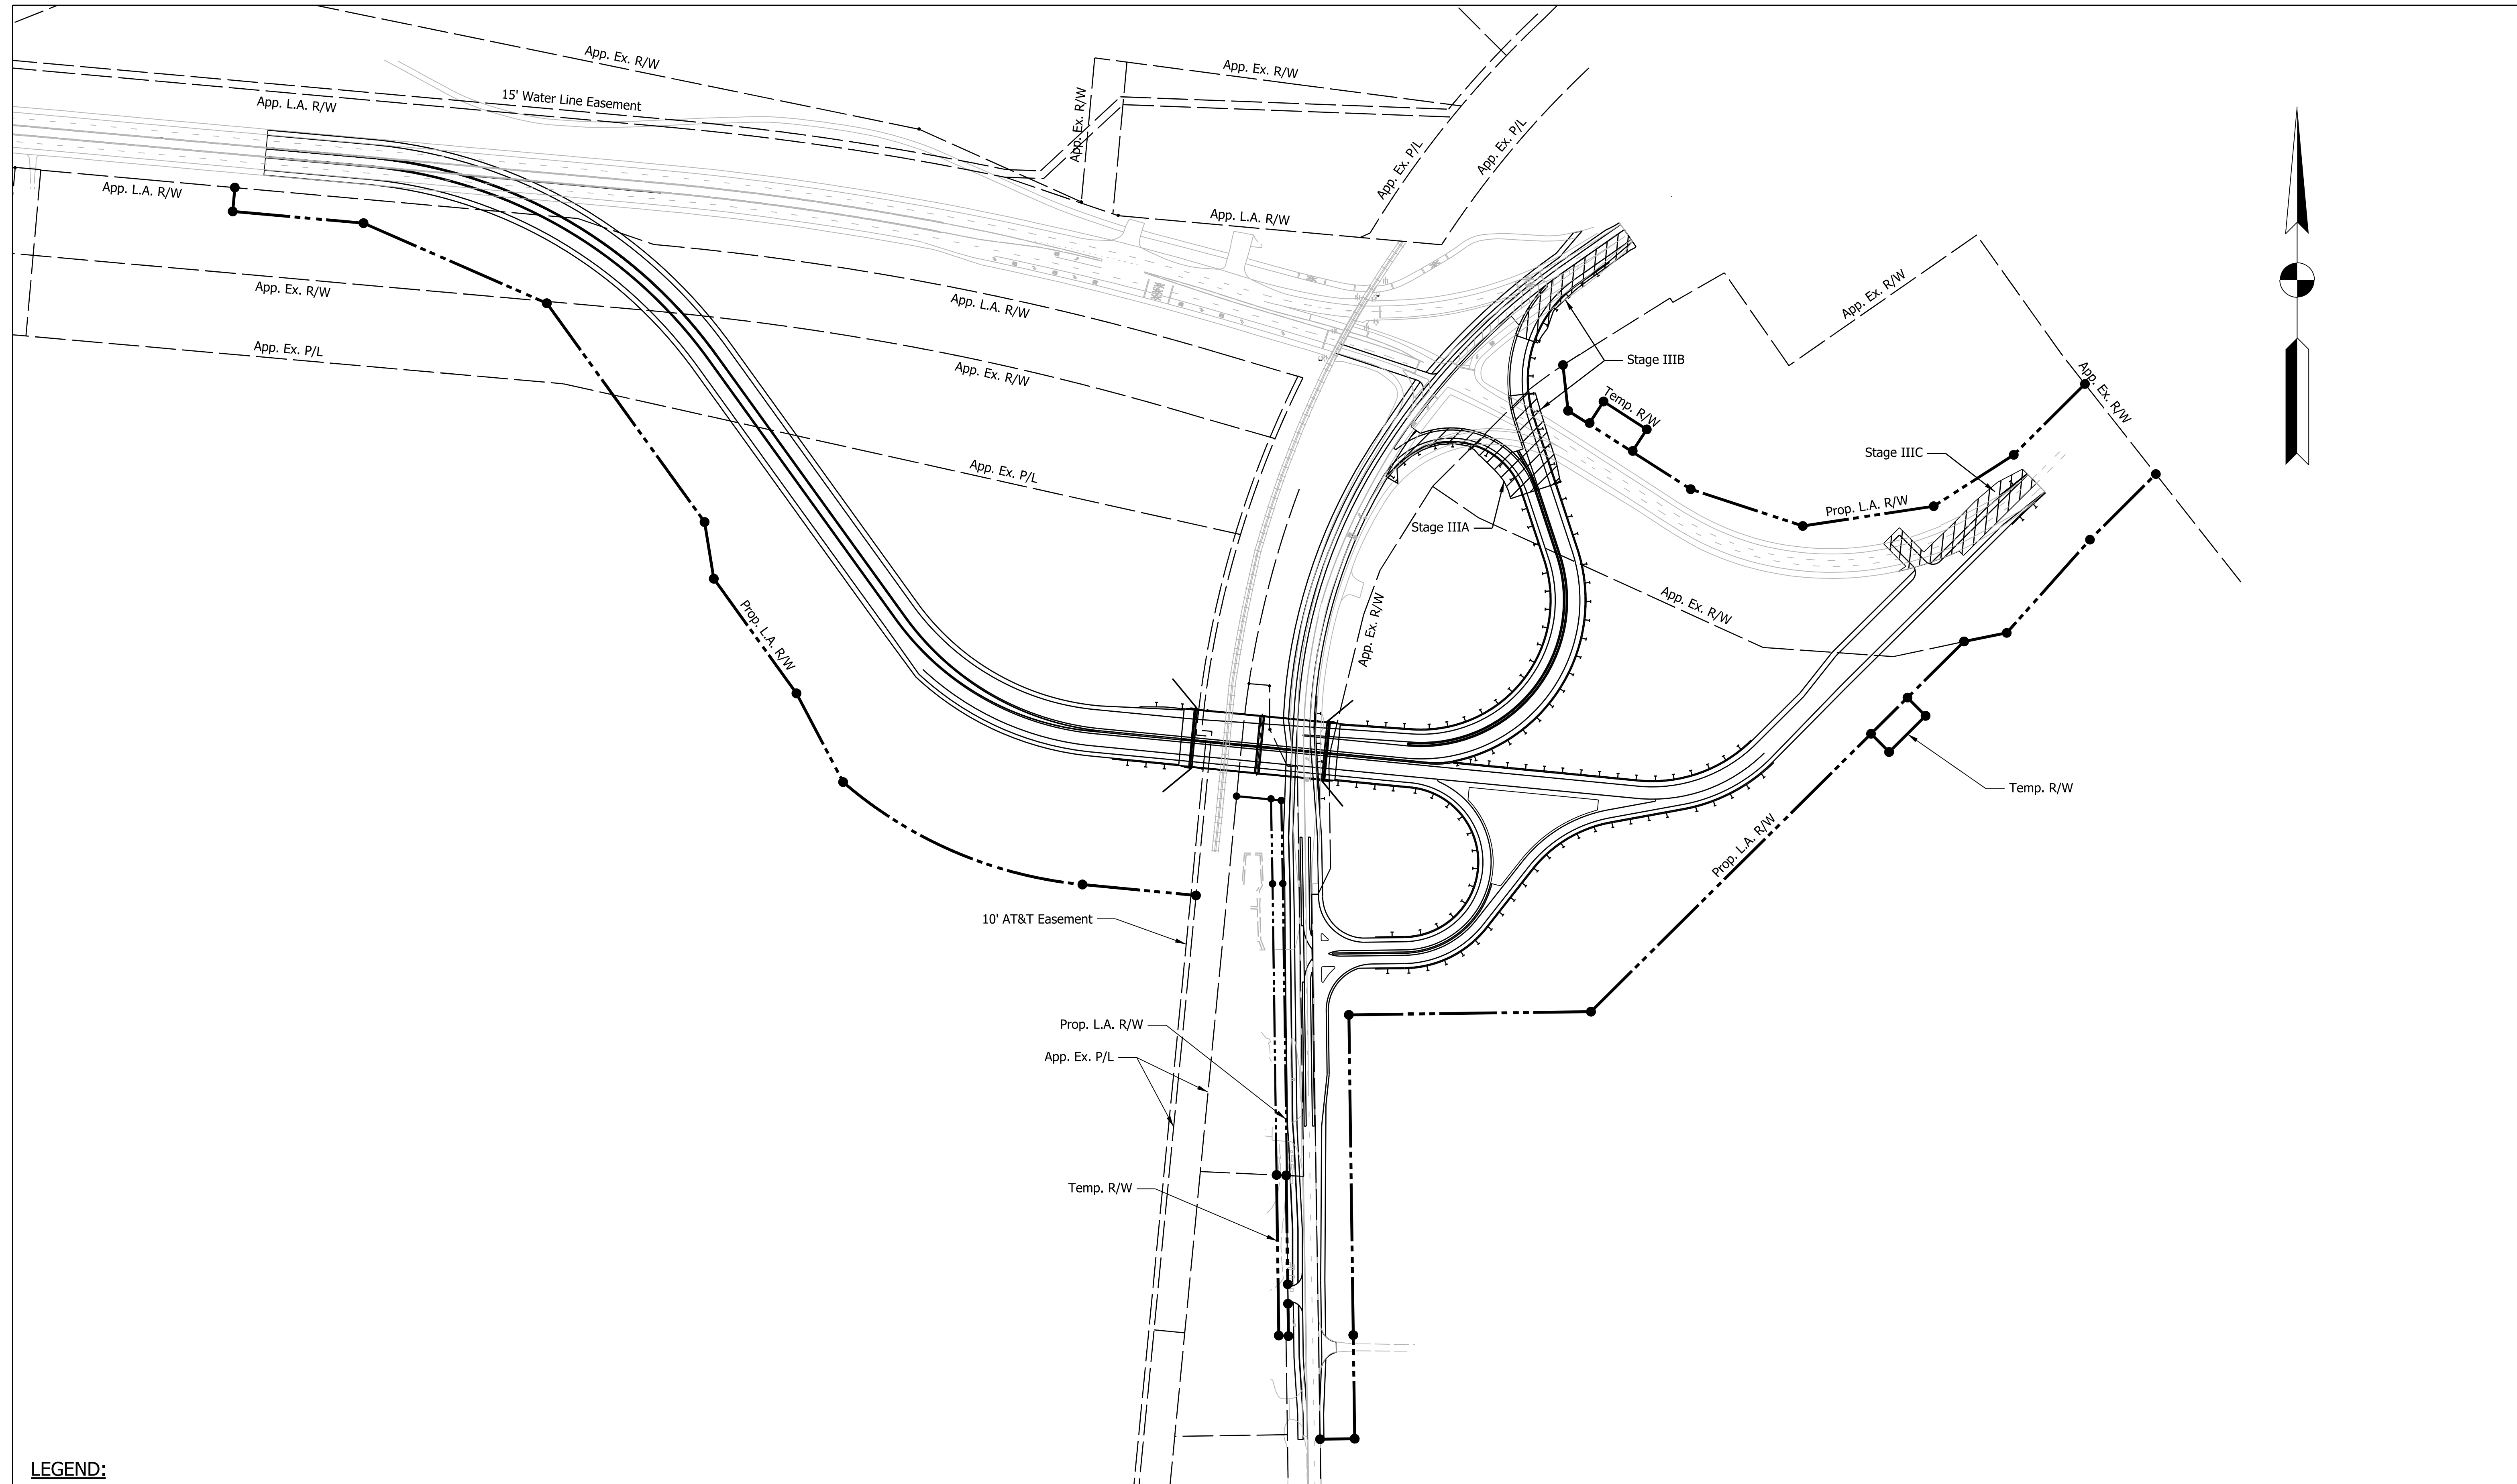 App. Ex. R/W
App. Ex. R/W
App. L.A. R/W
15' Water Line Easement
App. Ex. R/W
App. Ex. P/L
App. Ex. P/L
App. L.A. R/W
App. L.A. R/W
App. Ex. R/W
App. L.A. R/W
App. Ex. R/W
App. Ex. P/L
App. Ex. R/W
App. Ex. P/L
Stage IIIB
Temp. R/W
App. Ex. R/W
Stage IIIC
Prop. L.A. R/W
Stage IIIA
App. Ex. R/W
App. Ex. R/W
Prop. L.A. R/W
Temp. R/W
Prop. L.A. R/W
10' AT&T Easement
Prop. L.A. R/W
App. Ex. P/L
Temp. R/W
LEGEND: